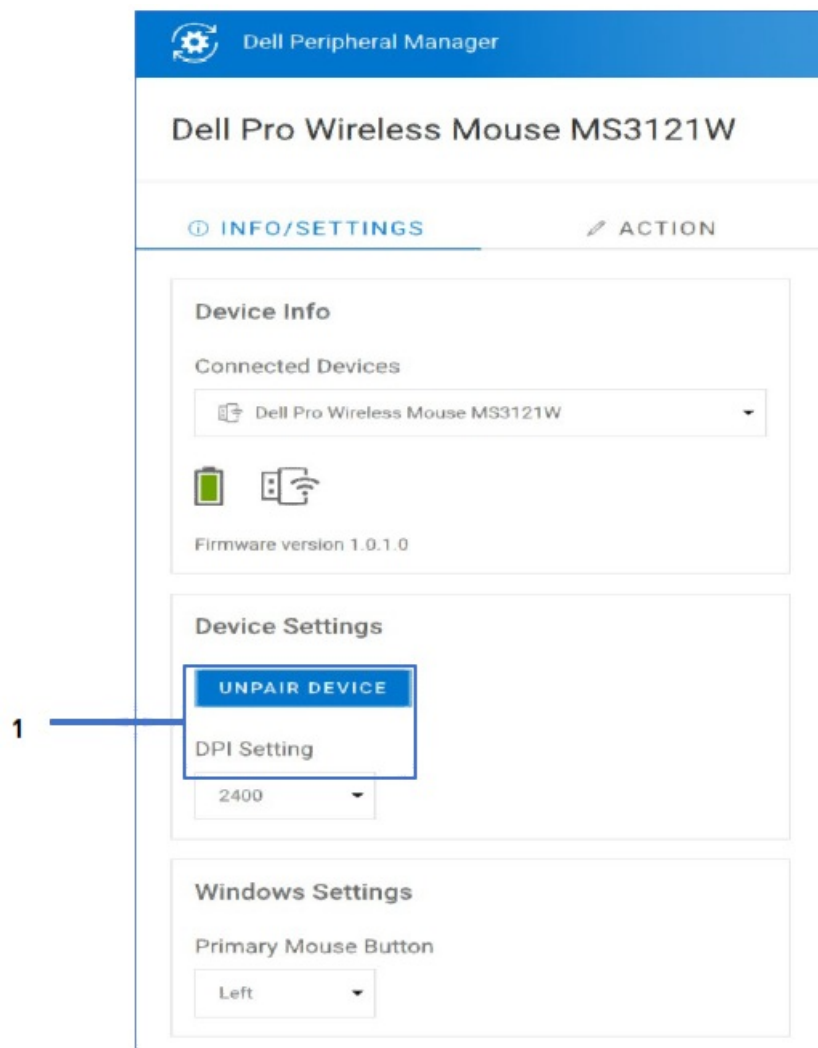 Dell Peripheral Manager
Dell Pro Wireless Mouse MS3121W
INFO/SETTINGS
ACTION
Device Info
Connected Devices
Dell Pro Wireless Mouse MS3121W
Firmware version 1.0.1.0
Device Settings
UNPAIR DEVICE
1
DPI Setting
2400
Windows Settings
Primary Mouse Button
Left